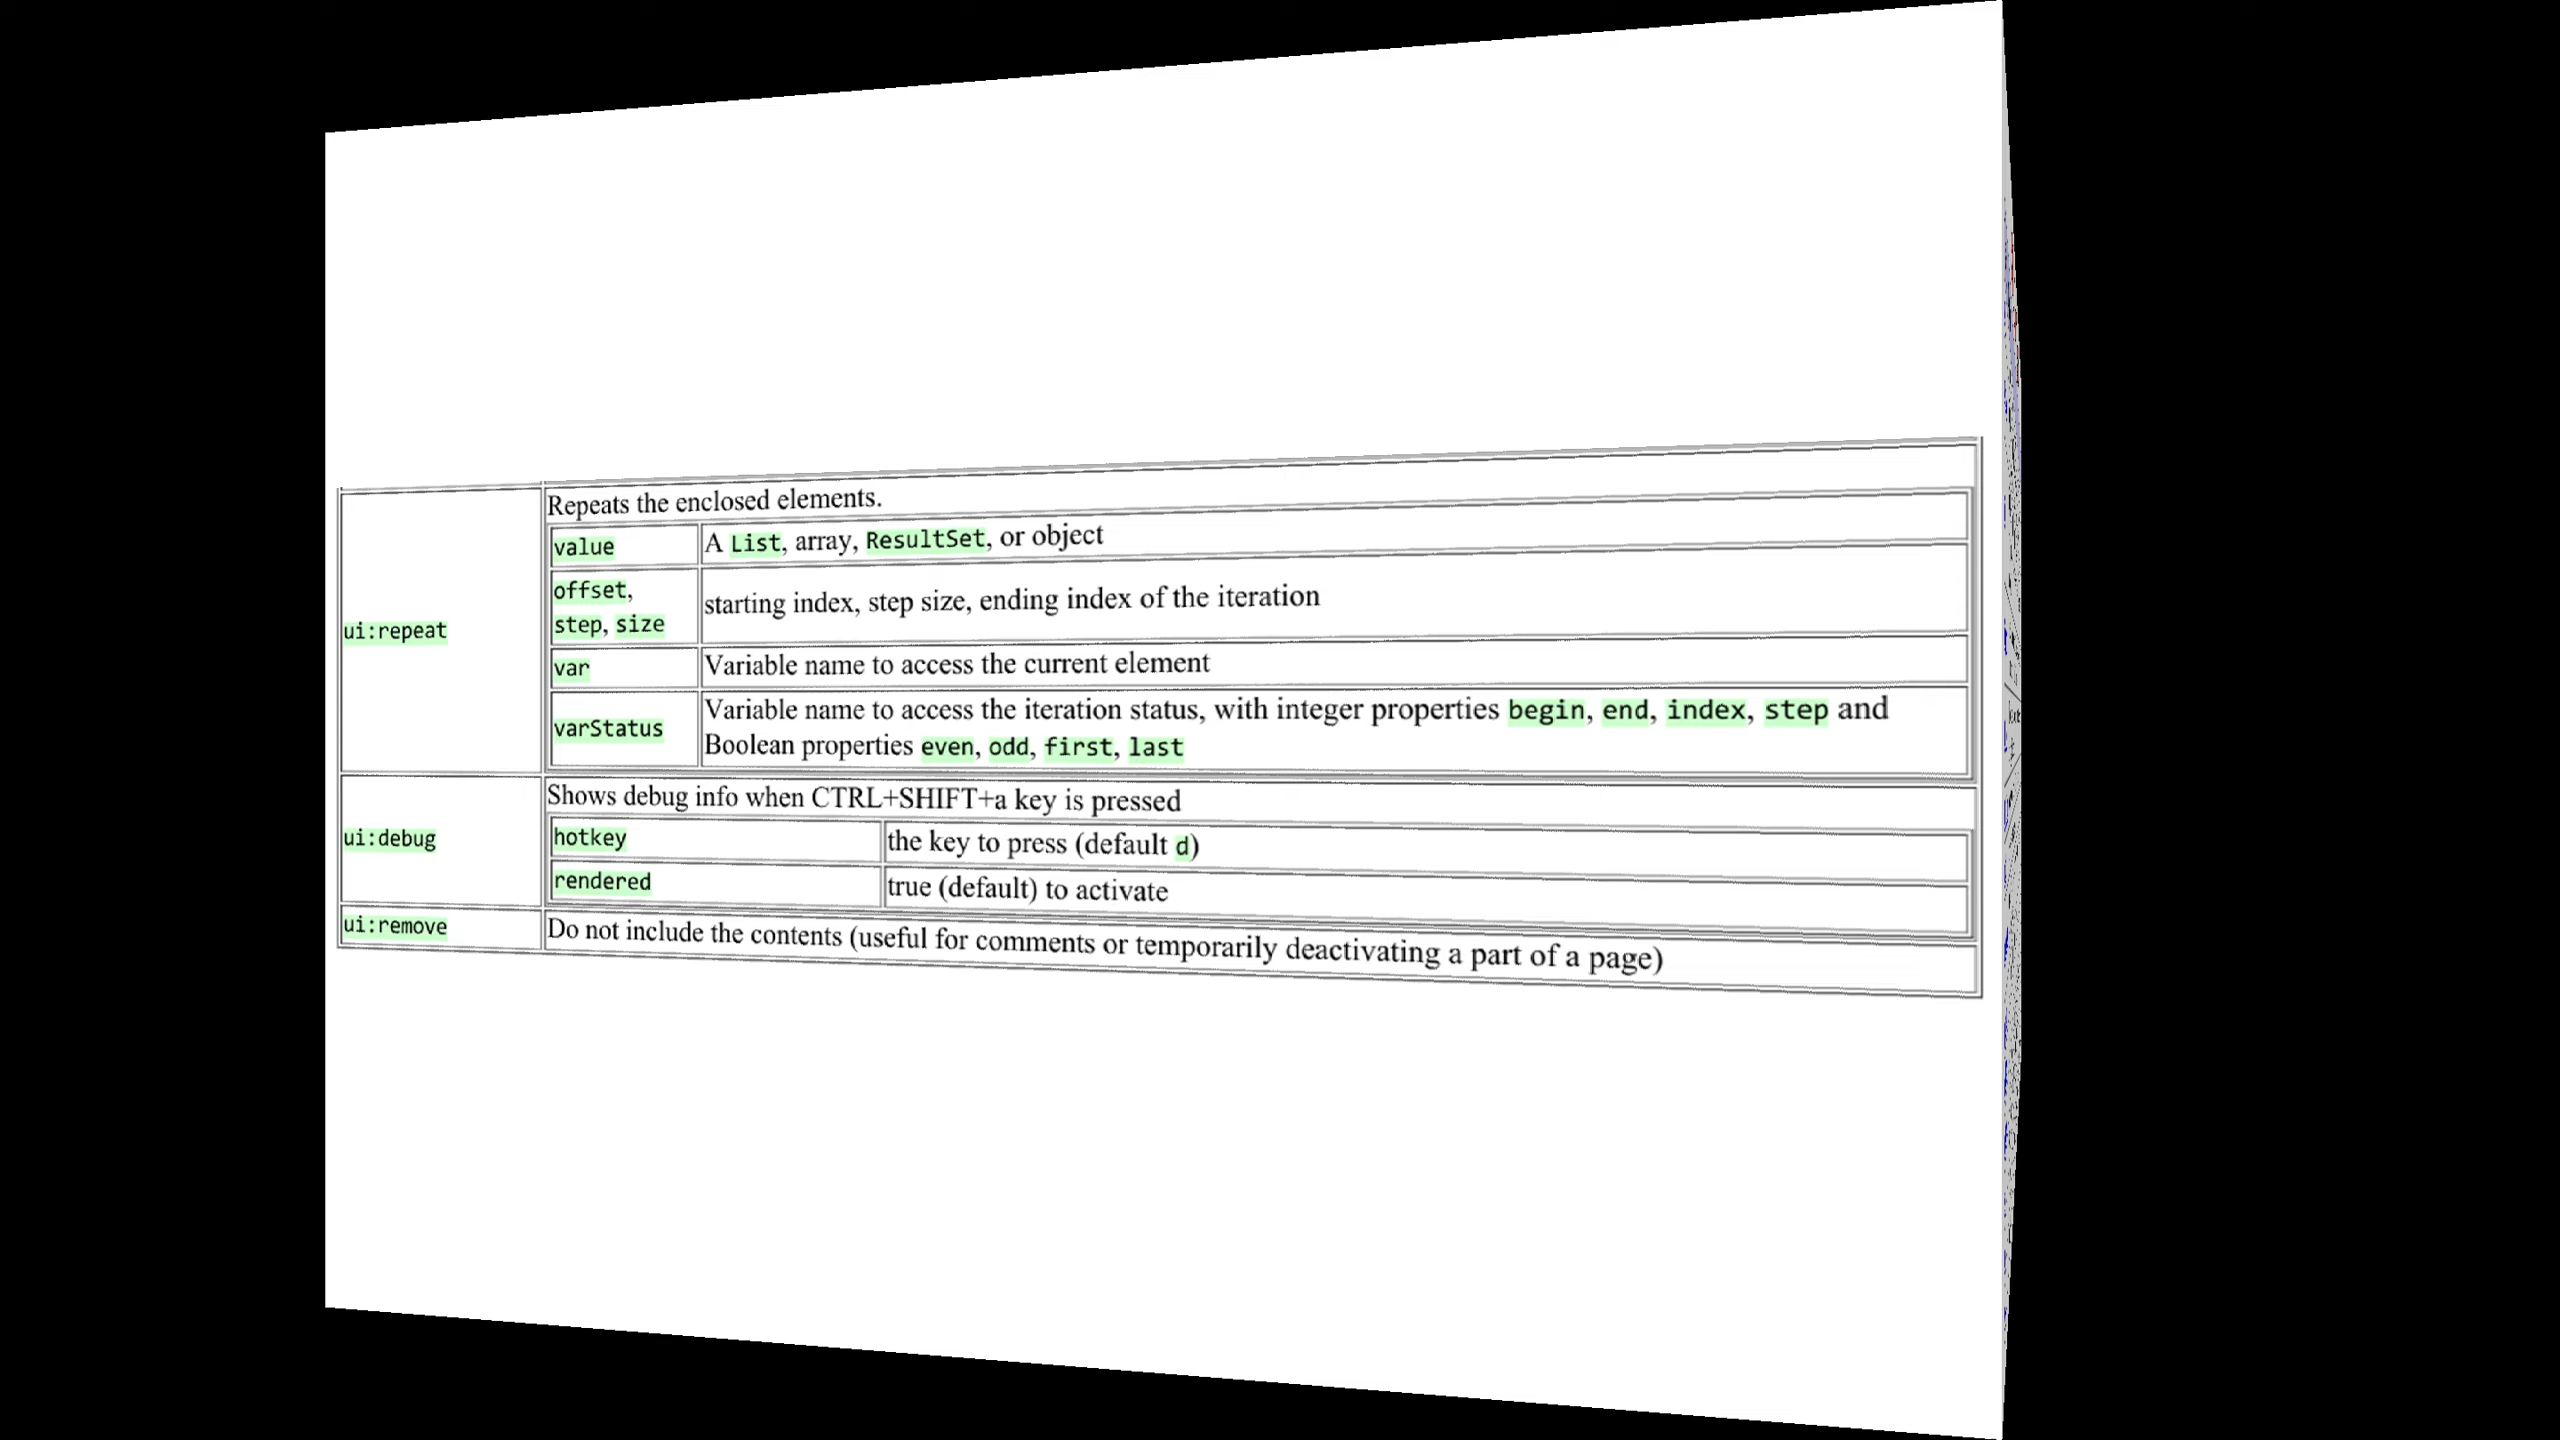 Repeats the enclosed elements.
value A List, array, ResultSet, or object
offset,
step, size
starting index, step size, ending index of the iteration
ui:repeat
var Variable name to access the current element
varStatus
Variable name to access the iteration status, with integer properties begin, end, index, step and
Boolean properties even, odd, first, last
Shows debug info when CTRL+SHIFT+a key is pressed
ui:debug
hotkey the key to press (default d)
rendered true (default) to activate
ui:remove Do not include the contents (useful for comments or temporarily deactivating a part of a page)